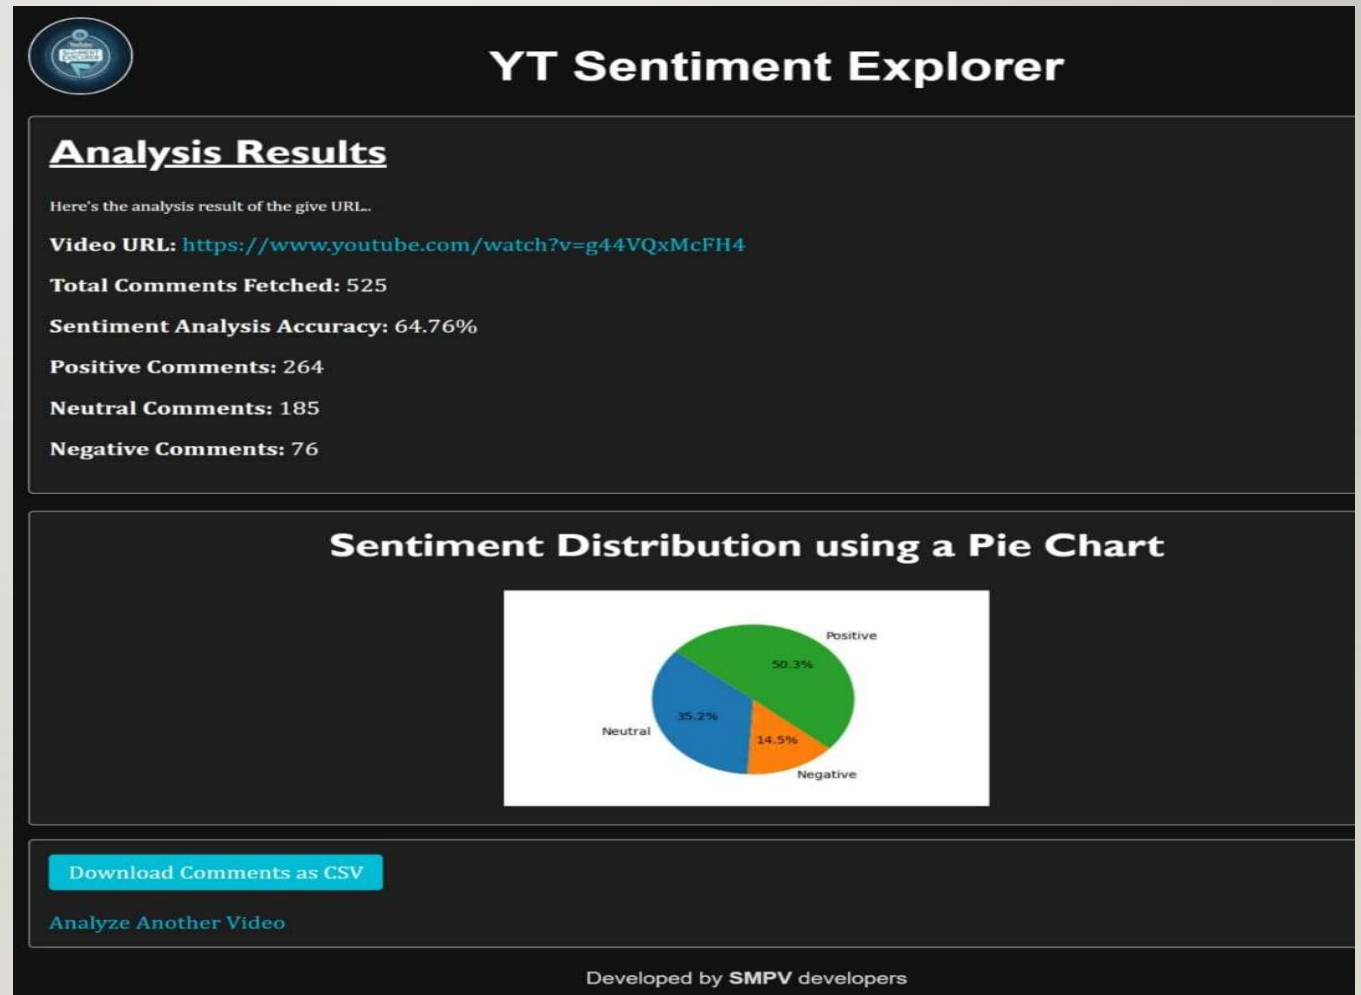 YouTube
SENTIMENT
EXPLORER
YT Sentiment Explorer
Analysis Results
Here's the analysis result of the give URL..
Video URL: https://www.youtube.com/watch?v=g44VQxMcFH4
Total Comments Fetched: 525
Sentiment Analysis Accuracy: 64.76%
Positive Comments: 264
Neutral Comments: 185
Negative Comments: 76
Sentiment Distribution using a Pie Chart
Positive
50.3%
35.2%
Neutral
14.5%
Negative
Download Comments as CSV
Analyze Another Video
Developed by SMPV developers